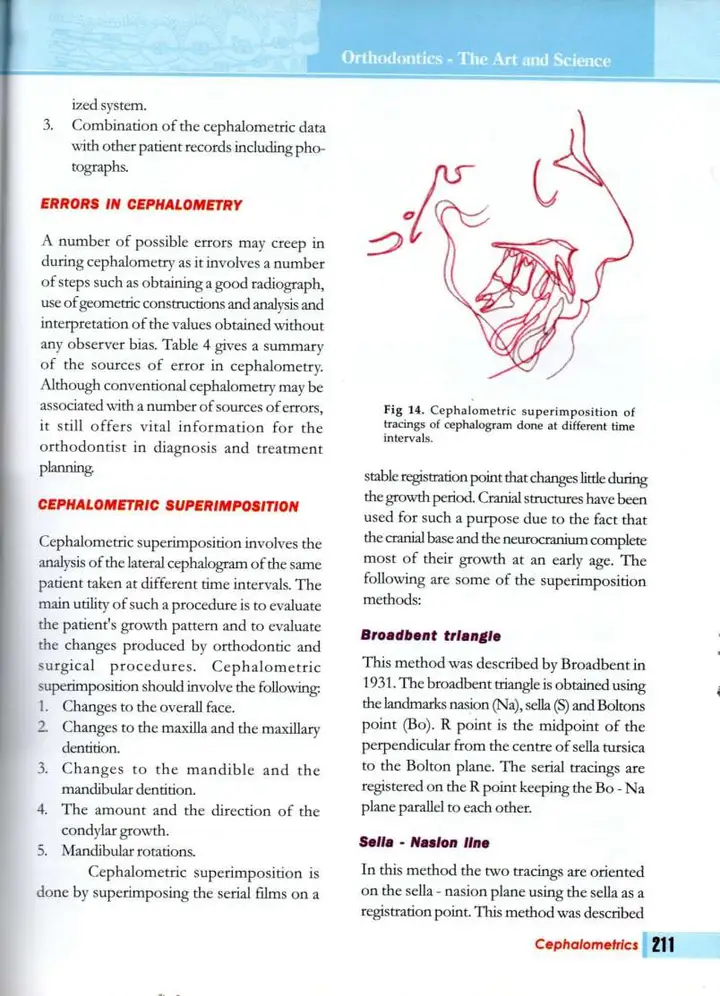 Orthodontics - The Art and Science
ized system.
3. Combination of the cephalometric data
with other patient records including pho-
tographs.
ERRORS IN CEPHALOMETRY
A number of possible errors may creep in
during cephalometry as it involves a number
of steps such as obtaining a good radiograph,
use of geometric constructions and analysis and
interpretation of the values obtained without
any observer bias. Table 4 gives a summary
of the sources of error in cephalometry.
Although conventional cephalometry may be
associated with a number of sources of errors,
it still offers vital information for the
orthodontist in diagnosis and treatment
planning.
CEPHALOMETRIC SUPERIMPOSITION
Cephalometric superimposition involves the
analysis of the lateral cephalogram of the same
patient taken at different time intervals. The
main utility of such a procedure is to evaluate
the patient's growth pattern and to evaluate
the changes produced by orthodontic and
surgical procedures. Cephalometric
superimposition should involve the following:
1. Changes to the overall face.
2. Changes to the maxilla and the maxillary
dentition.
3. Changes to the mandible and the
mandibular dentition.
4. The amount and the direction of the
condylar growth.
5. Mandibular rotations.
Cephalometric superimposition is
done by superimposing the serial films on a
Fig 14. Cephalometric superimposition of
tracings of cephalogram done at different time
intervals.
stable registration point that changes little during
the growth period. Cranial structures have been
used for such a purpose due to the fact that
the cranial base and the neurocranium complete
most of their growth at an early age. The
following are some of the superimposition
methods:
Broadbent triangle
This method was described by Broadbent in
1931. The broadbent triangle is obtained using
the landmarks nasion (Na), sella (S) and Boltons
point (Bo). R point is the midpoint of the
perpendicular from the centre of sella tursica
to the Bolton plane. The serial tracings are
registered on the R point keeping the Bo - Na
plane parallel to each other.
Sella - Nasion line
In this method the two tracings are oriented
on the sella - nasion plane using the sella as a
registration point. This method was described
Cephalometrics 211